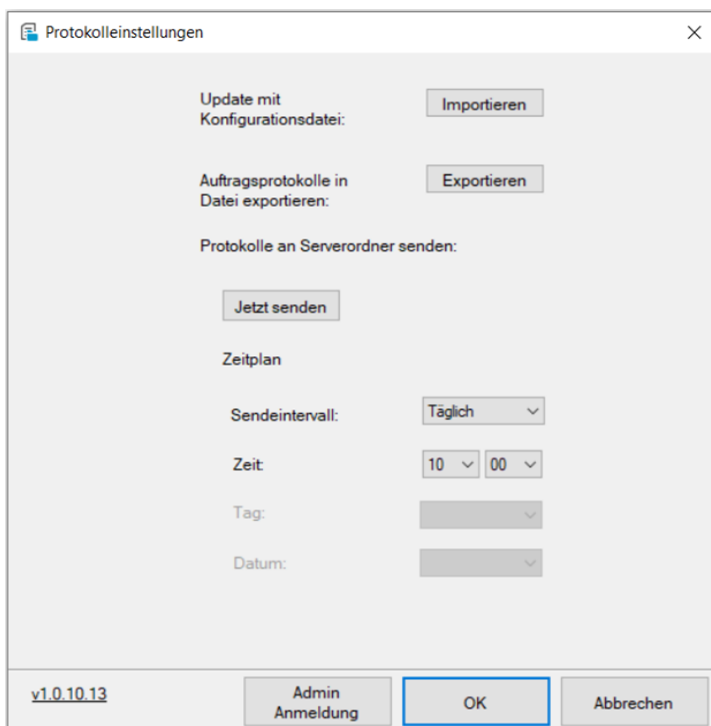 Protokolleinstellungen
Update mit
Konfigurationsdatei:
Importieren
Auftragsprotokolle in
Datei exportieren:
Exportieren
Protokolle an Serverordner senden:
Jetzt senden
Zeitplan
Sendeintervall:
Täglich
Zeit:
10 00
Tag:
Datum:
v1.0.10.13
Admin
Anmeldung
OK
Abbrechen